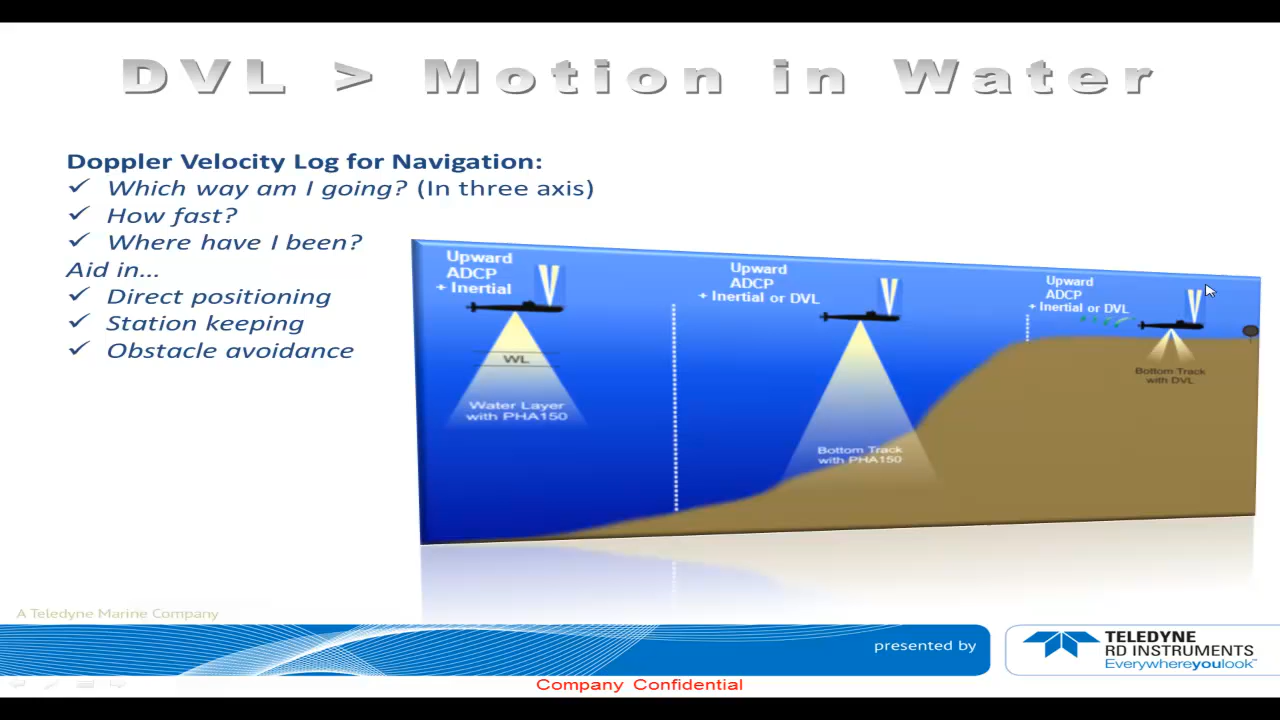 DVL > Motion in Water
Doppler Velocity Log for Navigation:
✓ Which way am I going? (In three axis)
✓ How fast?
✓ Where have I been?
Aid in...
✓ Direct positioning
✓ Station keeping
✓ Obstacle avoidance
Upward
ADCP
+ Inertial
WL
Water Layer
with PHA150
Upward
ADCP
+ Inertial or DVL
Bottom Track
with PHA150
Upward
ADCP
+ Inertial or DVL
Bottom Track
with DVL
A Teledyne Marine Company
presented by
TELEDYNE
RD INSTRUMENTS
Everywhereyoulook™
Company Confidential